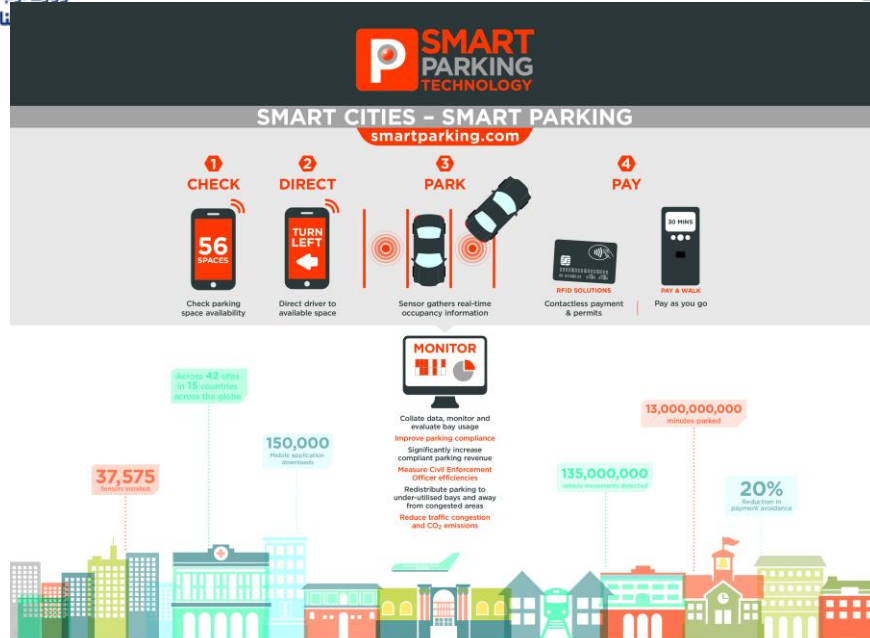 P
SMART
PARKING
TECHNOLOGY
SMART CITIES – SMART PARKING
smartparking.com
1
CHECK
56
SPACES
Check parking
space availability
2
DIRECT
TURN
LEFT
Direct driver to
available space
3
PARK
Sensor gathers real-time
occupancy information
4
PAY
RFID SOLUTIONS
Contactless payment
& permits
30 MINS
PAY & WALK
Pay as you go
MONITOR
Collate data, monitor and
evaluate bay usage
Improve parking compliance
Significantly increase
compliant parking revenue
Measure Civil Enforcement
Officer efficiencies
Redistribute parking to
under-utilised bays and away
from congested areas
Reduce traffic congestion
and CO₂ emissions
37,575
Sensors installed
Across 42 sites
in 15 countries
across the globe
150,000
Mobile application
downloads
135,000,000
vehicle movements detected
13,000,000,000
minutes parked
20%
Reduction in
payment avoidance